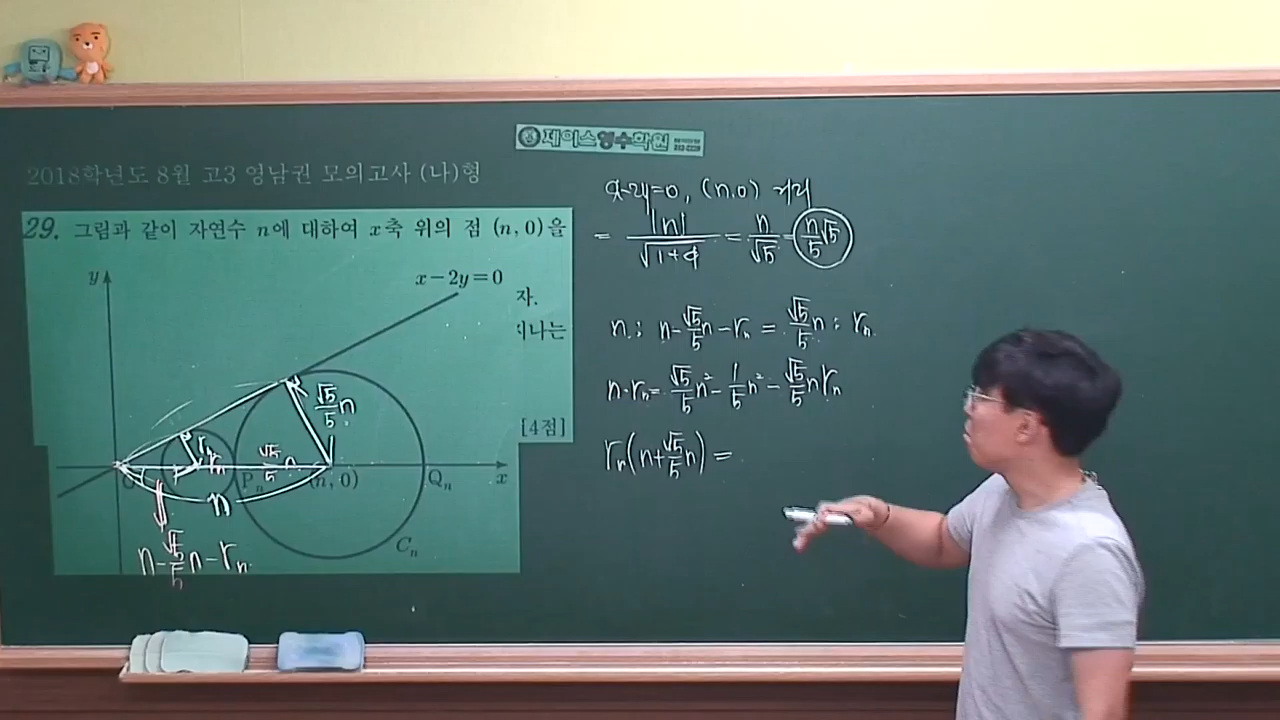 제이스영수학원
2018학년도 8월 고3 영남권 모의고사 (나)형
29. 그림과 같이 자연수 n에 대하여 x축 위의 점 (n, 0)을
자.
지나는
[4점]
y
x-2y=0
√5/5 n
r_n
r_n
√5/5 n
O
P_n
(n, 0)
Q_n
x
n
C_n
n-√5/5 n-r_n
x-2y=0, (n.0) 거리
= |n|/√(1+4) = n/√5 = n/5 √5
n : n-√5/5 n-r_n = √5/5 n : r_n
n·r_n = √5/5 n² - 1/5 n² - √5/5 n r_n
r_n(n+√5/5 n) =